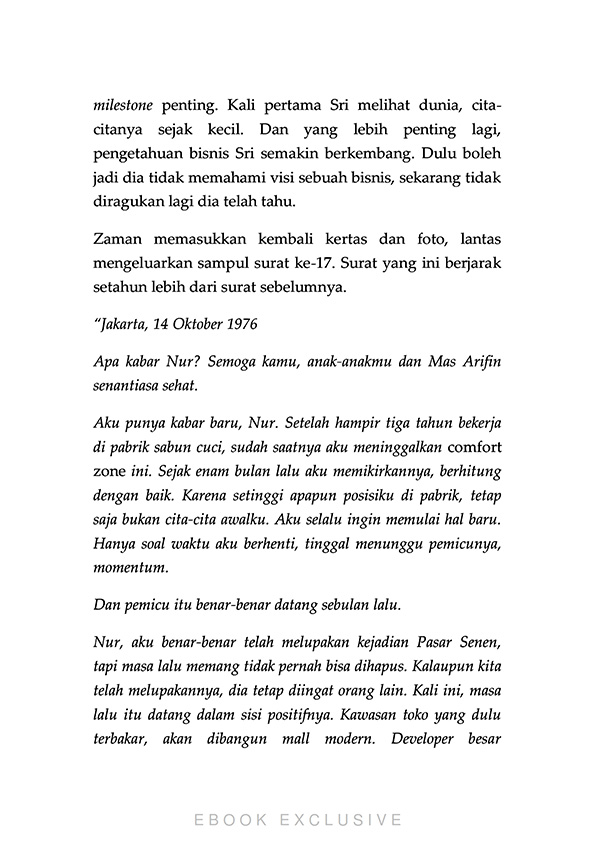 milestone penting. Kali pertama Sri melihat dunia, cita-
citanya sejak kecil. Dan yang lebih penting lagi,
pengetahuan bisnis Sri semakin berkembang. Dulu boleh
jadi dia tidak memahami visi sebuah bisnis, sekarang tidak
diragukan lagi dia telah tahu.
Zaman memasukkan kembali kertas dan foto, lantas
mengeluarkan sampul surat ke-17. Surat yang ini berjarak
setahun lebih dari surat sebelumnya.
“Jakarta, 14 Oktober 1976
Apa kabar Nur? Semoga kamu, anak-anakmu dan Mas Arifin
senantiasa sehat.
Aku punya kabar baru, Nur. Setelah hampir tiga tahun bekerja
di pabrik sabun cuci, sudah saatnya aku meninggalkan comfort
zone ini. Sejak enam bulan lalu aku memikirkannya, berhitung
dengan baik. Karena setinggi apapun posisiku di pabrik, tetap
saja bukan cita-cita awalku. Aku selalu ingin memulai hal baru.
Hanya soal waktu aku berhenti, tinggal menunggu pemicunya,
momentum.
Dan pemicu itu benar-benar datang sebulan lalu.
Nur, aku benar-benar telah melupakan kejadian Pasar Senen,
tapi masa lalu memang tidak pernah bisa dihapus. Kalaupun kita
telah melupakannya, dia tetap diingat orang lain. Kali ini, masa
lalu itu datang dalam sisi positifnya. Kawasan toko yang dulu
terbakar, akan dibangun mall modern. Developer besar
EBOOK EXCLUSIVE